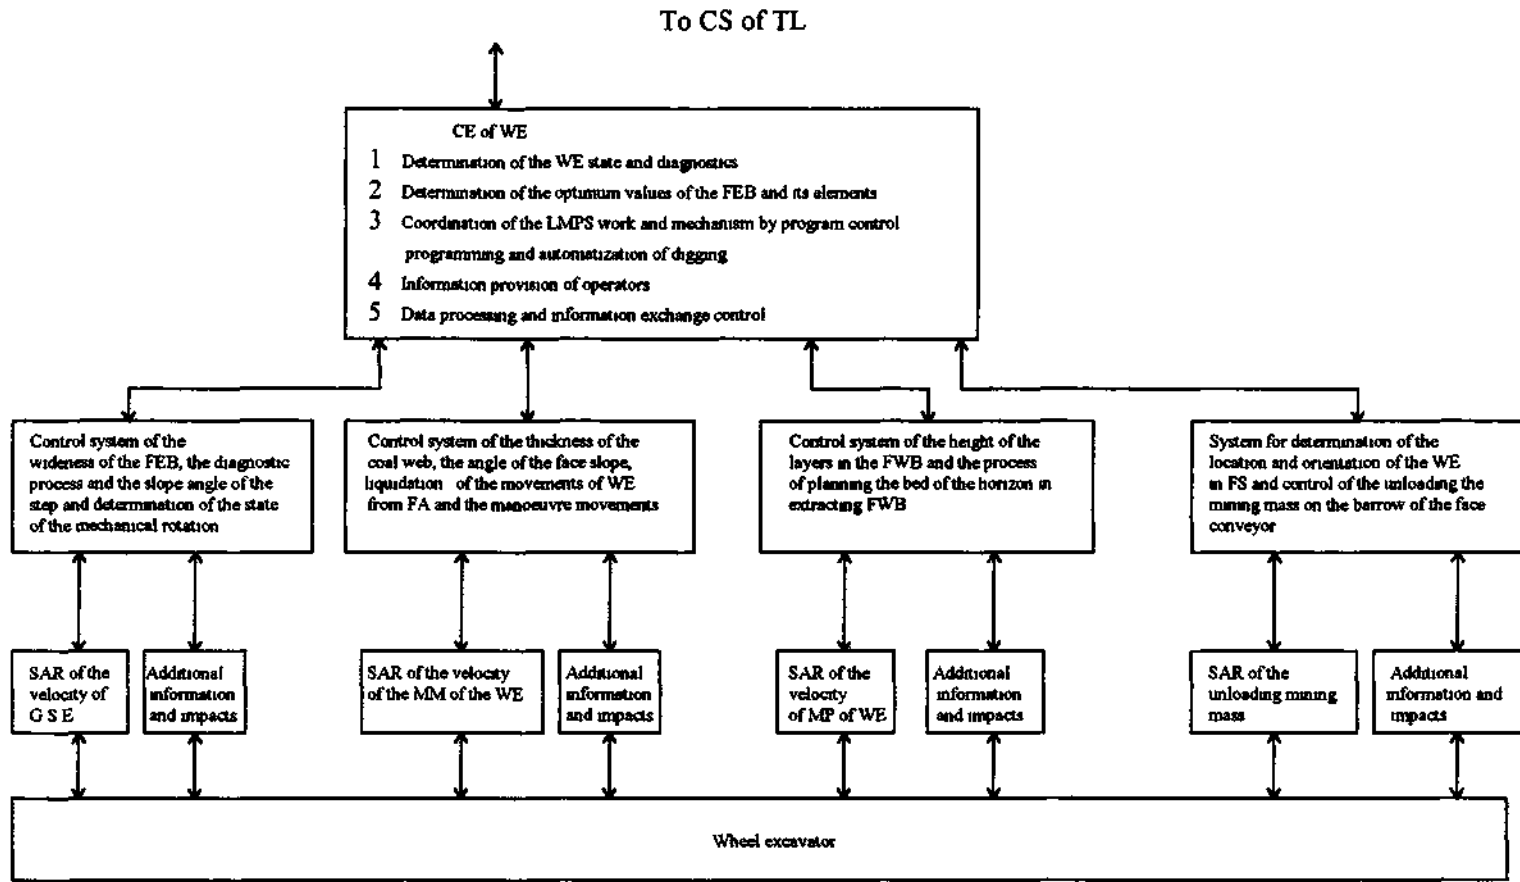 To CS of TL
CE of WE
1 Determination of the WE state and diagnostics
2 Determination of the optimum values of the FEB and its elements
3 Coordination of the LMPS work and mechanism by program control
programming and automatization of digging
4 Information provision of operators
5 Data processing and information exchange control
Control system of the
wideness of the FEB, the diagnostic
process and the slope angle of the
step and determination of the state
of the mechanical rotation
Control system of the thickness of the
coal web, the angle of the face slope,
liquidation of the movements of WE
from FA and the manoeuvre movements
Control system of the height of the
layers in the FWB and the process
of planning the bed of the horizon in
extracting FWB
System for determination of the
location and orientation of the WE
in FS and control of the unloading the
mining mass on the barrow of the face
conveyor
SAR of the
velocity of
G S E
Additional
information
and impacts
SAR of the velocity
of the MM of the WE
Additional
information
and impacts
SAR of the
velocity
of MP of WE
Additional
information
and impacts
SAR of the
unloading mining
mass
Additional
information and
impacts
Wheel excavator